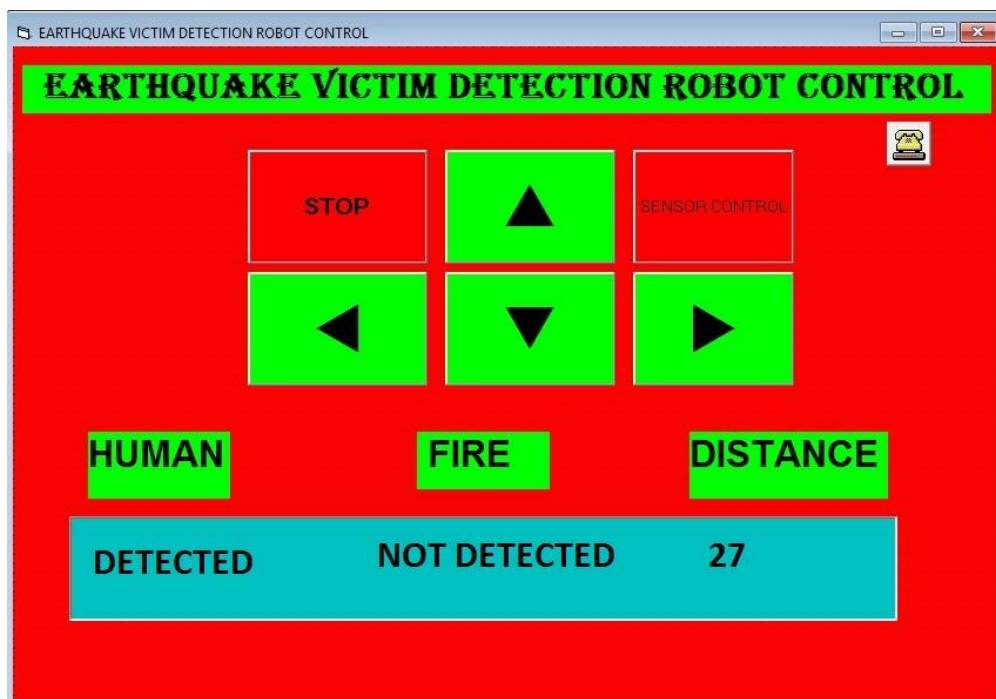 EARTHQUAKE VICTIM DETECTION ROBOT CONTROL
EARTHQUAKE VICTIM DETECTION ROBOT CONTROL
STOP
SENSOR CONTROL
HUMAN FIRE DISTANCE
DETECTED NOT DETECTED 27